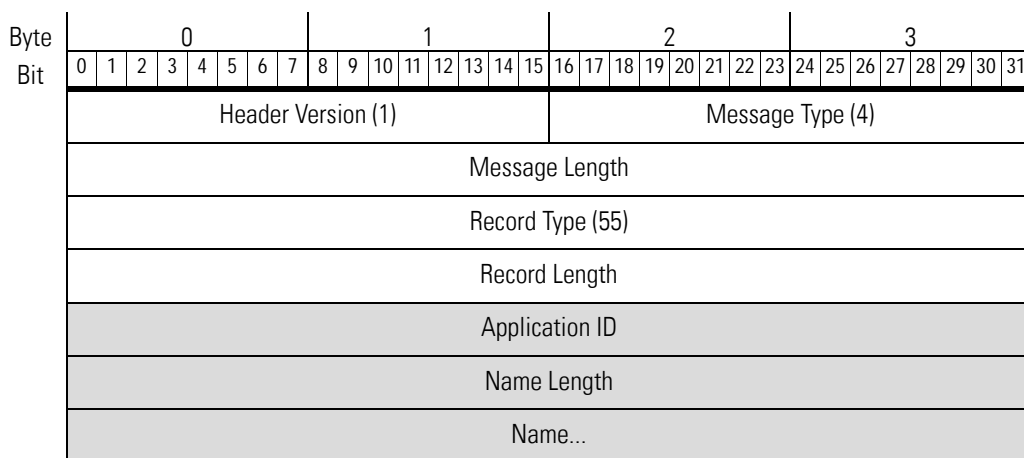 Byte 0 1 2 3
Bit 0 1 2 3 4 5 6 7 8 9 10 11 12 13 14 15 16 17 18 19 20 21 22 23 24 25 26 27 28 29 30 31
Header Version (1) Message Type (4)
Message Length
Record Type (55)
Record Length
Application ID
Name Length
Name...